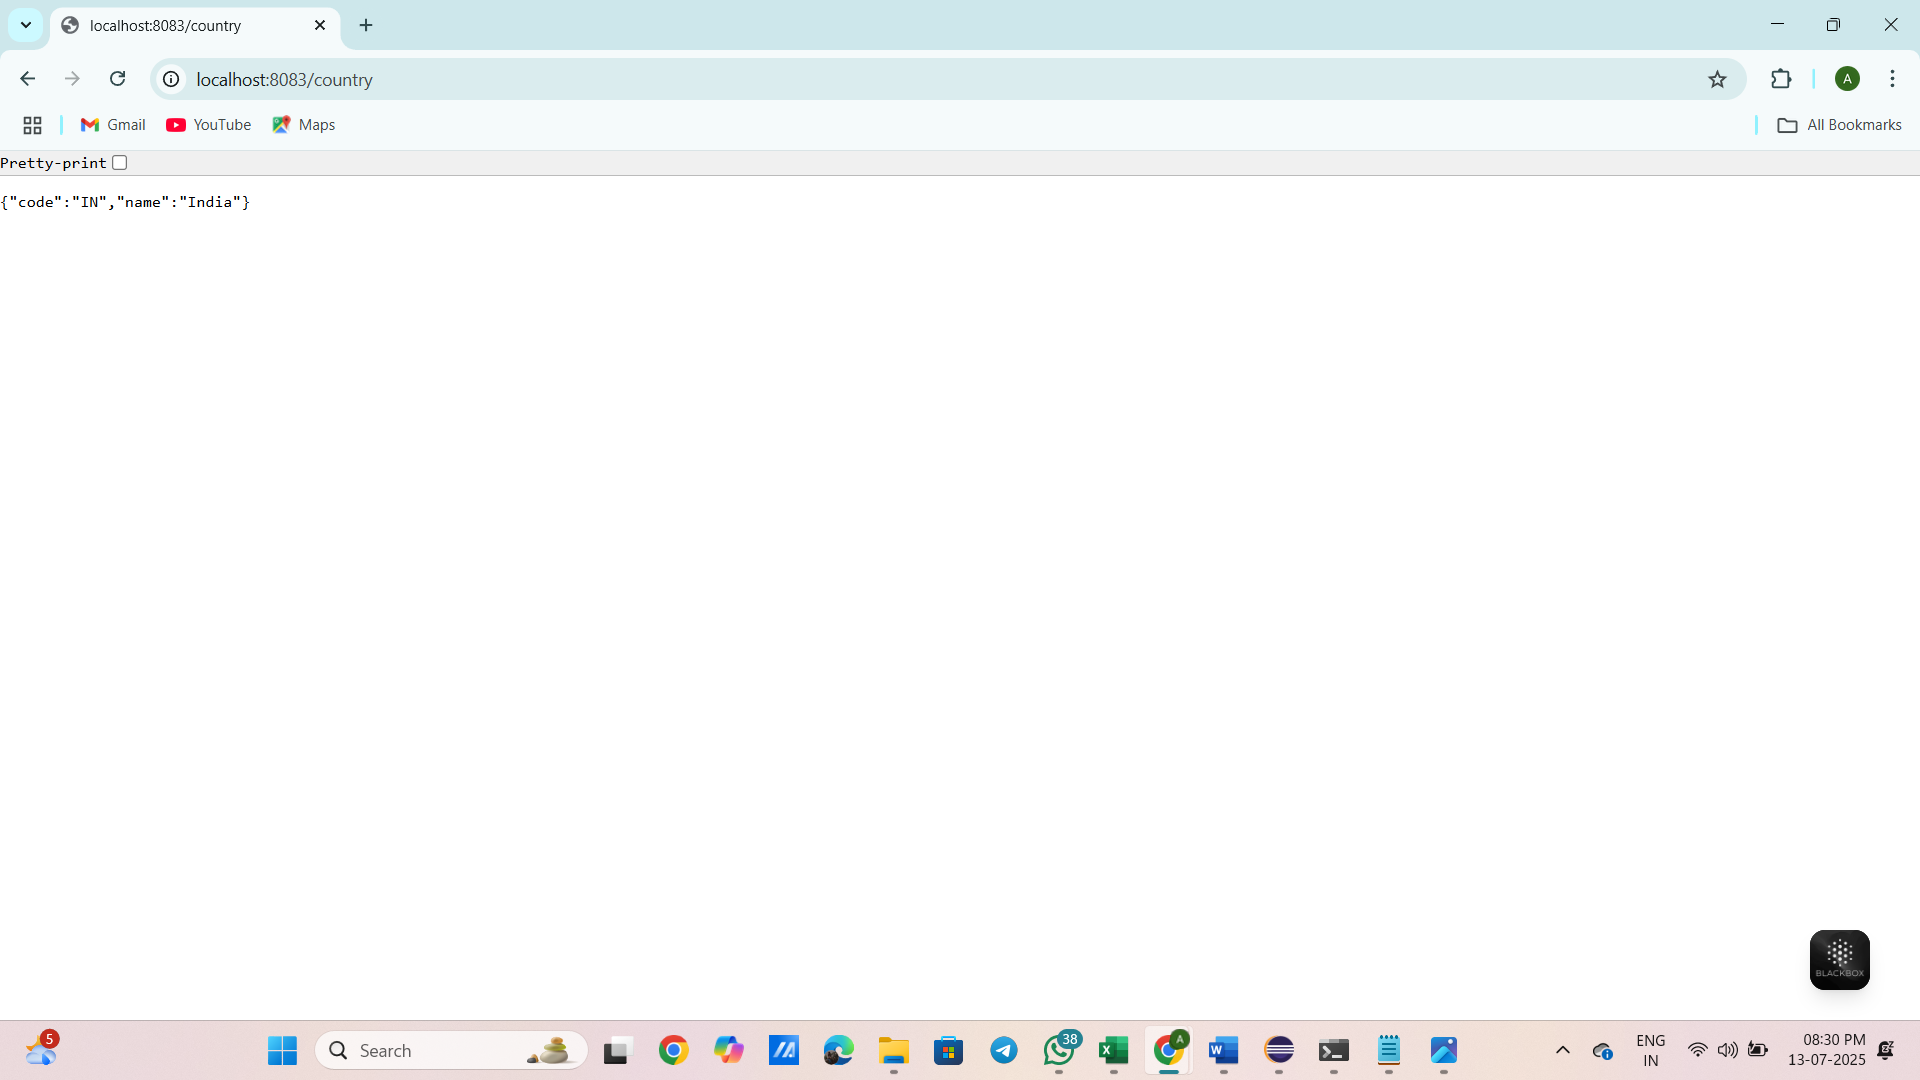 localhost:8083/country
localhost:8083/country
Gmail
YouTube
Maps
All Bookmarks
Pretty-print
{"code":"IN","name":"India"}
BLACKBOX
5
Search
38
A
A
W
ENG
IN
08:30 PM
13-07-2025